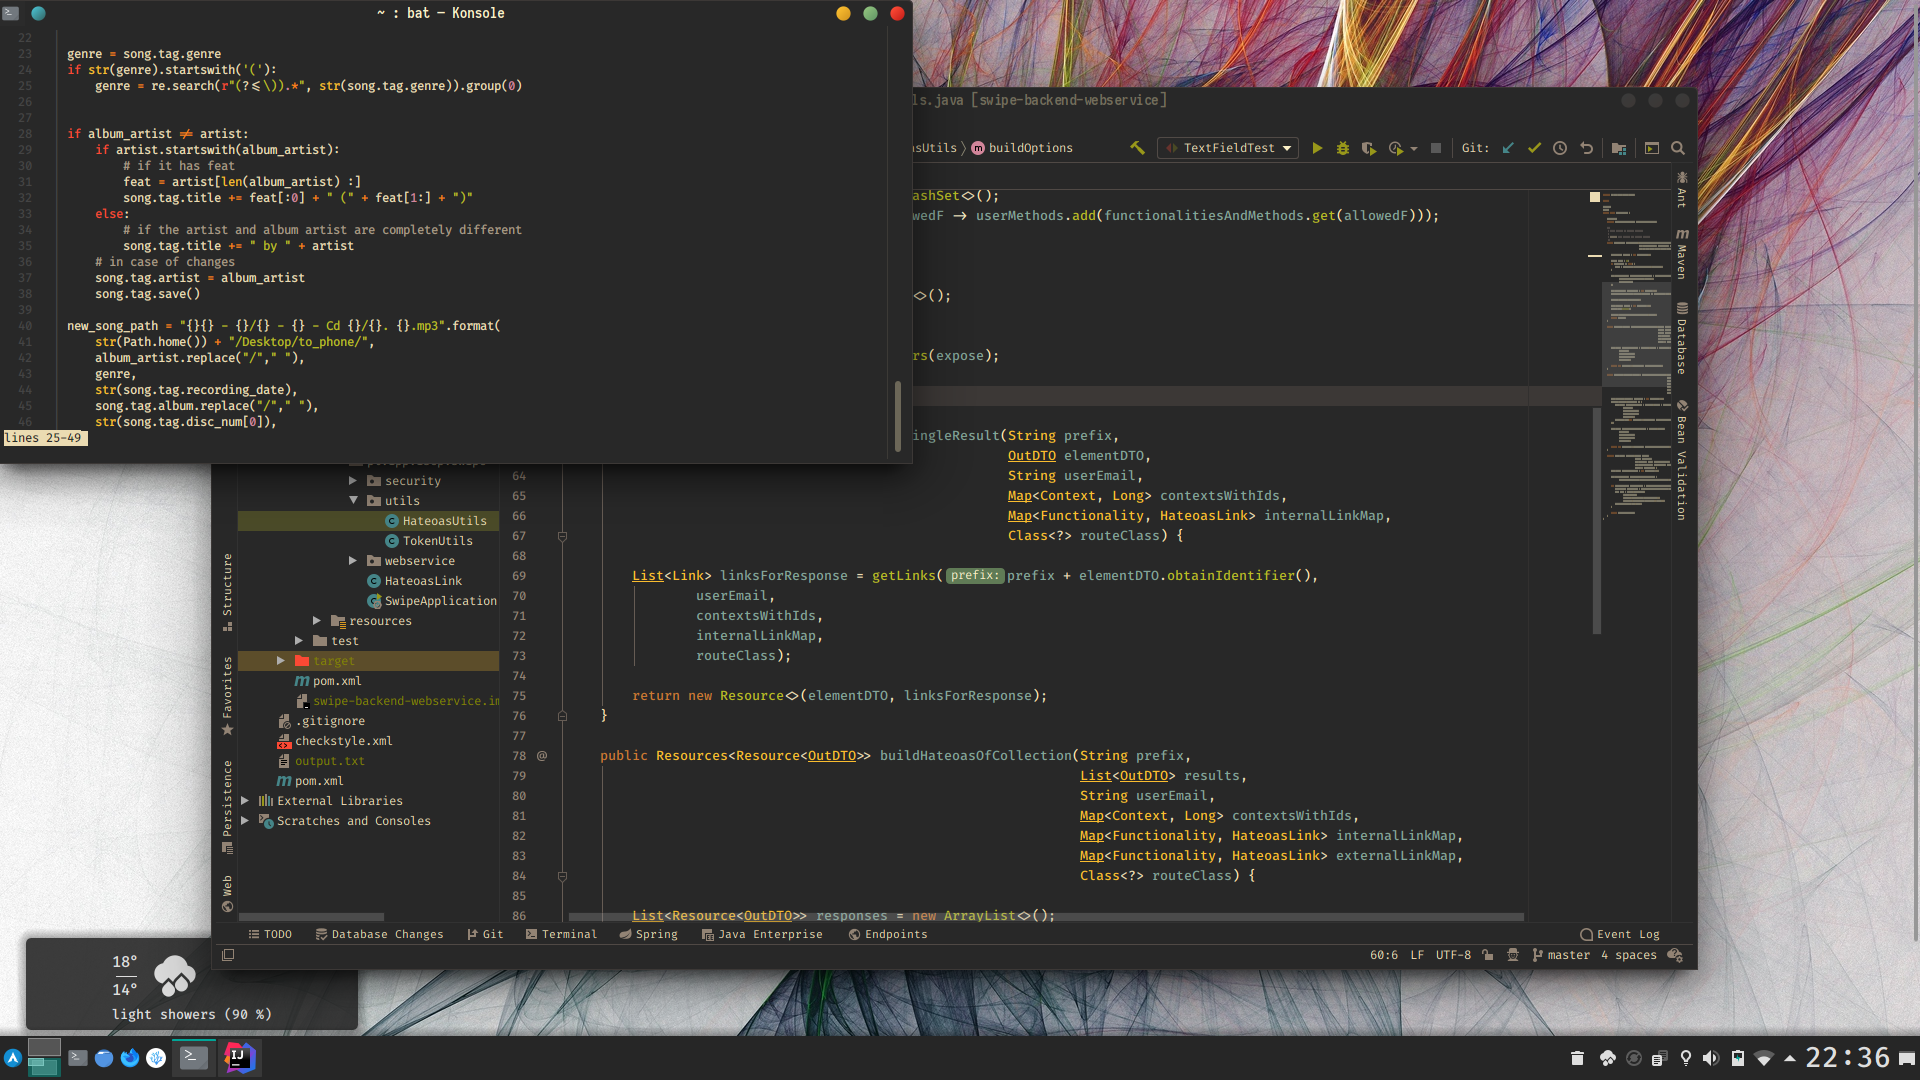 ~ : bat — Konsole
22
23 genre = song.tag.genre
24 if str(genre).startswith('('):
25 genre = re.search(r"(?<=\)).*", str(song.tag.genre)).group(0)
26
27
28 if album_artist != artist:
29 if artist.startswith(album_artist):
30 # if it has feat
31 feat = artist[len(album_artist) :]
32 song.tag.title += feat[:0] + " (" + feat[1:] + ")"
33 else:
34 # if the artist and album artist are completely different
35 song.tag.title += " by " + artist
36 # in case of changes
37 song.tag.artist = album_artist
38 song.tag.save()
39
40 new_song_path = "{}{} - {}/{} - {} - Cd {}/{}. {}.mp3".format(
41 str(Path.home()) + "/Desktop/to_phone/",
42 album_artist.replace("/"," "),
43 genre,
44 str(song.tag.recording_date),
45 song.tag.album.replace("/"," "),
46 str(song.tag.disc_num[0]),
lines 25-49
ls.java [swipe-backend-webservice]
asUtils 〉 m buildOptions
TextFieldTest
Git:
ashSet<>();
wedF -> userMethods.add(functionalitiesAndMethods.get(allowedF)));
<>();
rs(expose);
ingleResult(String prefix,
64 OutDTO elementDTO,
String userEmail,
65 Map<Context, Long> contextsWithIds,
66 Map<Functionality, HateoasLink> internalLinkMap,
67 Class<?> routeClass) {
68
69 List<Link> linksForResponse = getLinks( prefix: prefix + elementDTO.obtainIdentifier(),
70 userEmail,
71 contextsWithIds,
72 internalLinkMap,
73 routeClass);
74
75 return new Resource<>(elementDTO, linksForResponse);
76 }
77
78 @ public Resources<Resource<OutDTO>> buildHateoasOfCollection(String prefix,
79 List<OutDTO> results,
80 String userEmail,
81 Map<Context, Long> contextsWithIds,
82 Map<Functionality, HateoasLink> internalLinkMap,
83 Map<Functionality, HateoasLink> externalLinkMap,
84 Class<?> routeClass) {
85
86 List<Resource<OutDTO>> responses = new ArrayList<>();
security
utils
HateoasUtils
TokenUtils
webservice
HateoasLink
SwipeApplication
resources
test
target
pom.xml
swipe-backend-webservice.im
.gitignore
checkstyle.xml
output.txt
pom.xml
External Libraries
Scratches and Consoles
Structure
Favorites
Persistence
Web
Ant
Maven
Database
Bean Validation
TODO Database Changes Git Terminal Spring Java Enterprise Endpoints Event Log
60:6 LF UTF-8 master 4 spaces
18°
14°
light showers (90 %)
22:36